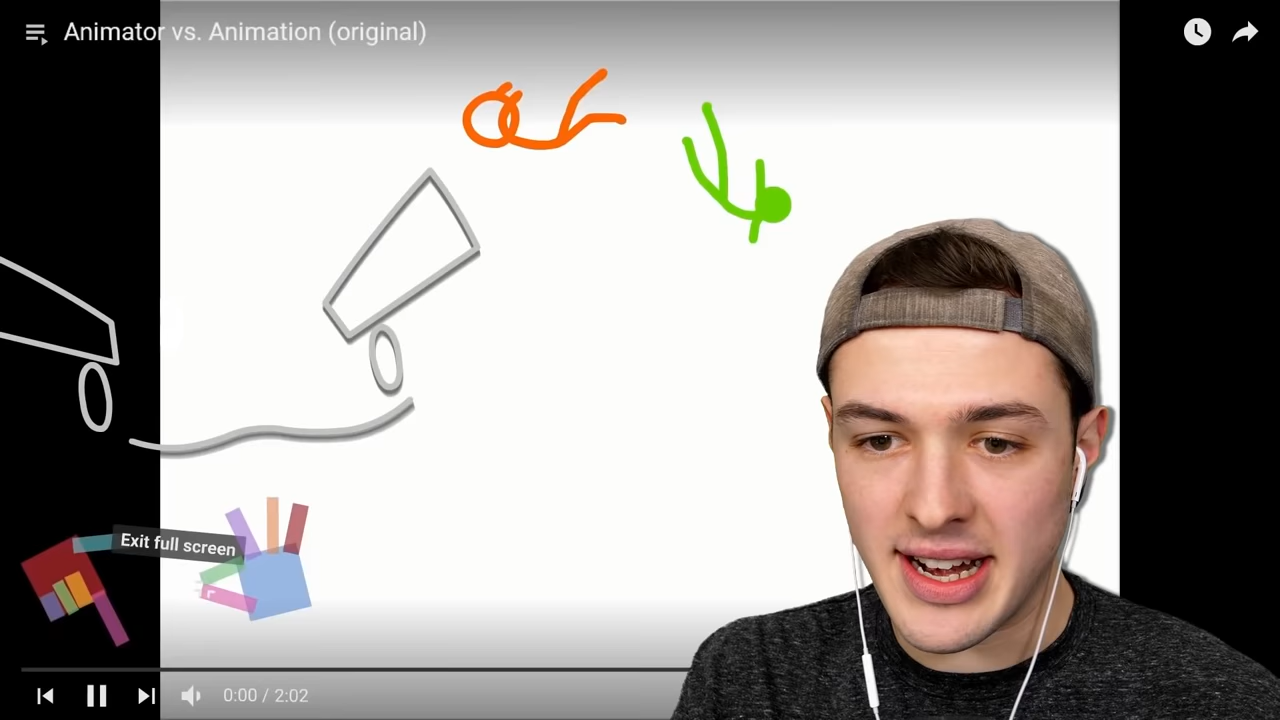 Animator vs. Animation (original)
Exit full screen
0:00 / 2:02